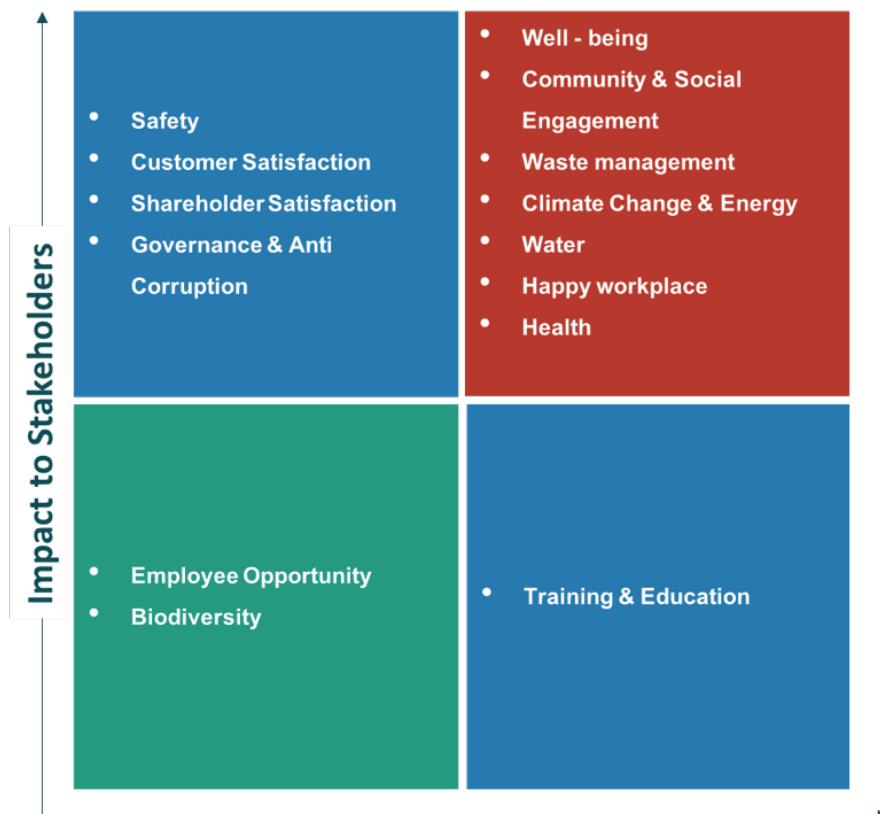 Impact to Stakeholders
• Safety
• Customer Satisfaction
• Shareholder Satisfaction
• Governance & Anti
Corruption
• Well - being
• Community & Social
Engagement
• Waste management
• Climate Change & Energy
• Water
• Happy workplace
• Health
• Employee Opportunity
• Biodiversity
• Training & Education